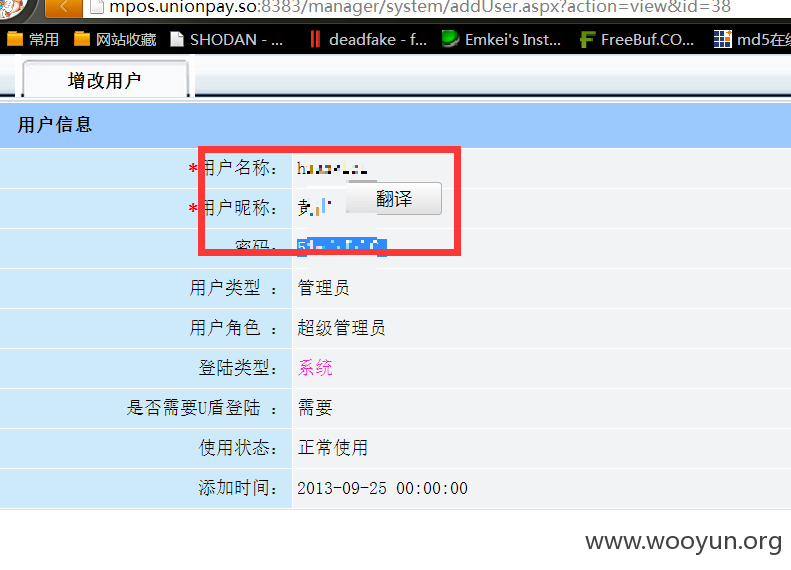 mpos.unionpay.so:8383/manager/system/addUser.aspx?action=view&id=38
常用 网站收藏 SHODAN - ... deadfake - f... Emkei's Inst... FreeBuf.CO... md5在线
增改用户
用户信息
*用户名称: h
*用户昵称: 黄 翻译
密码:
用户类型 : 管理员
用户角色 : 超级管理员
登陆类型: 系统
是否需要U盾登陆 : 需要
使用状态: 正常使用
添加时间: 2013-09-25 00:00:00
www.wooyun.org